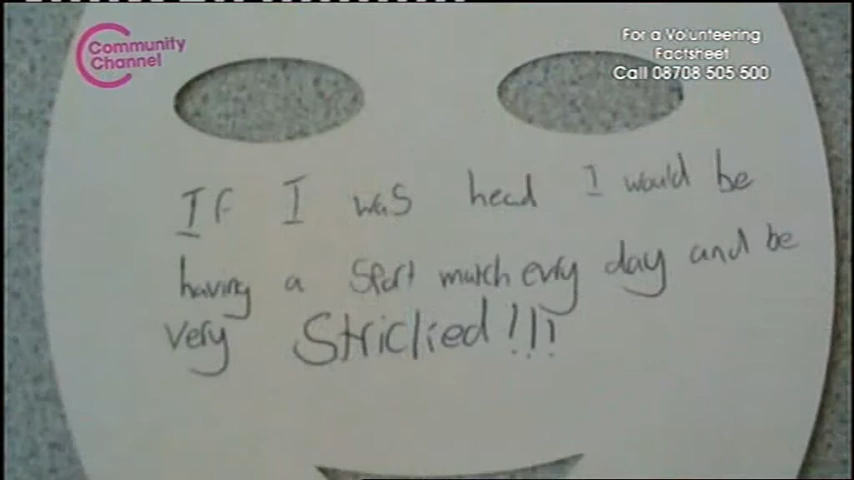 Community
Channel
For a Volunteering
Factsheet
Call 08708 505 500
If I was head I would be
having a sport match evry day and be
very Striclied!!!